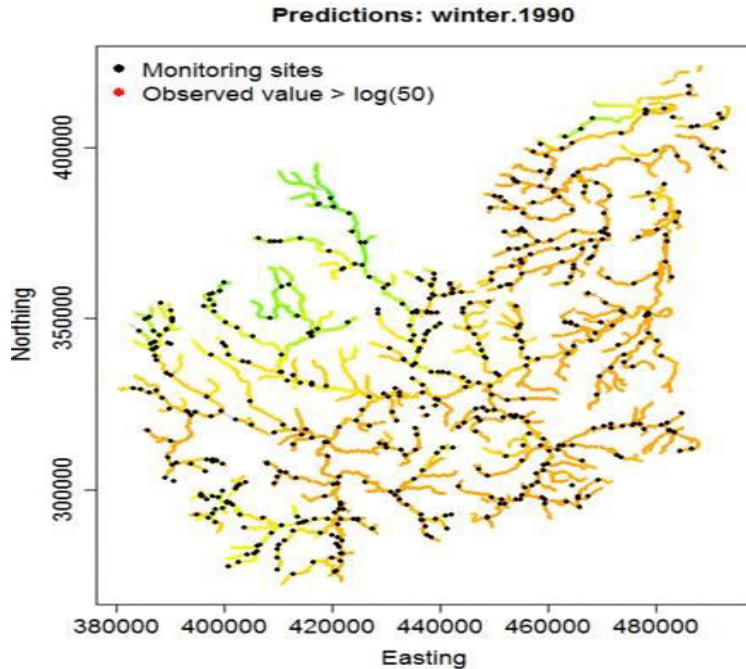 Predictions: winter.1990
Monitoring sites
Observed value > log(50)
Northing
400000
350000
300000
380000 400000 420000 440000 460000 480000
Easting